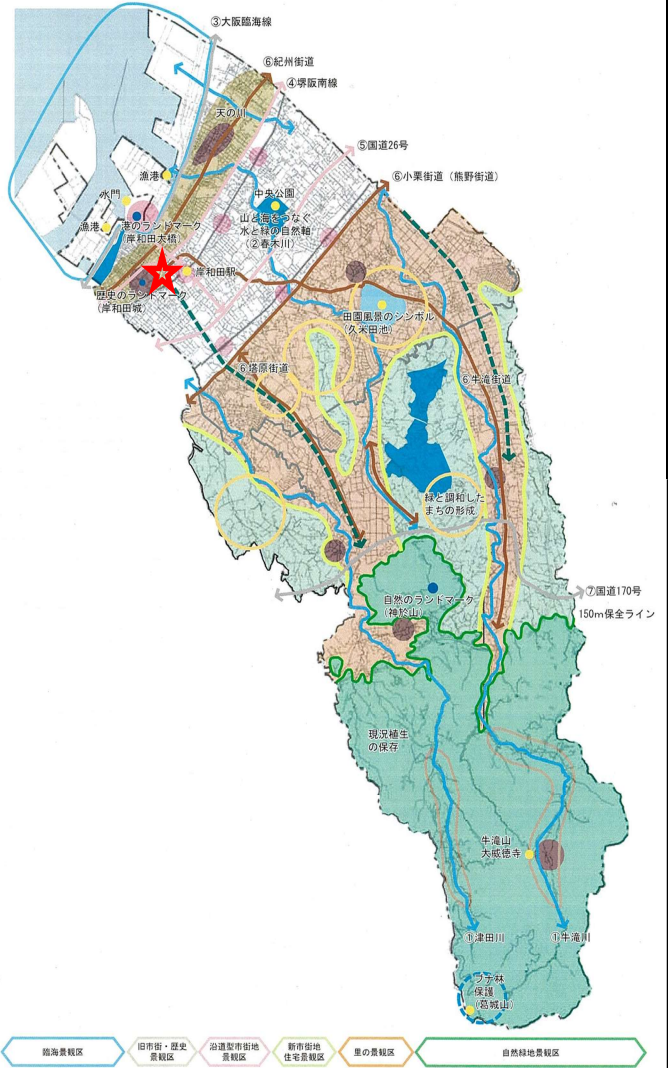 ③大阪臨海線
⑥紀州街道
④堺阪南線
天の川
⑤国道26号
漁港
⑥小栗街道（熊野街道）
水門
中央公園
漁港
港のランドマーク
（岸和田大橋）
山と海をつなぐ
水と緑の自然軸
（②春木川）
岸和田駅
歴史のランドマーク
（岸和田城）
田園風景のシンボル
（久米田池）
6塔原街道
6牛滝街道
緑と調和した
まちの形成
⑦国道170号
自然のランドマーク
（神於山）
150m保全ライン
現況植生
の保存
牛滝山
大威徳寺
①津田川
①牛滝川
ブナ林
保護
（葛城山）
臨海景観区
旧市街・歴史
景観区
沿道型市街地
景観区
新市街地
住宅景観区
里の景観区
自然緑地景観区